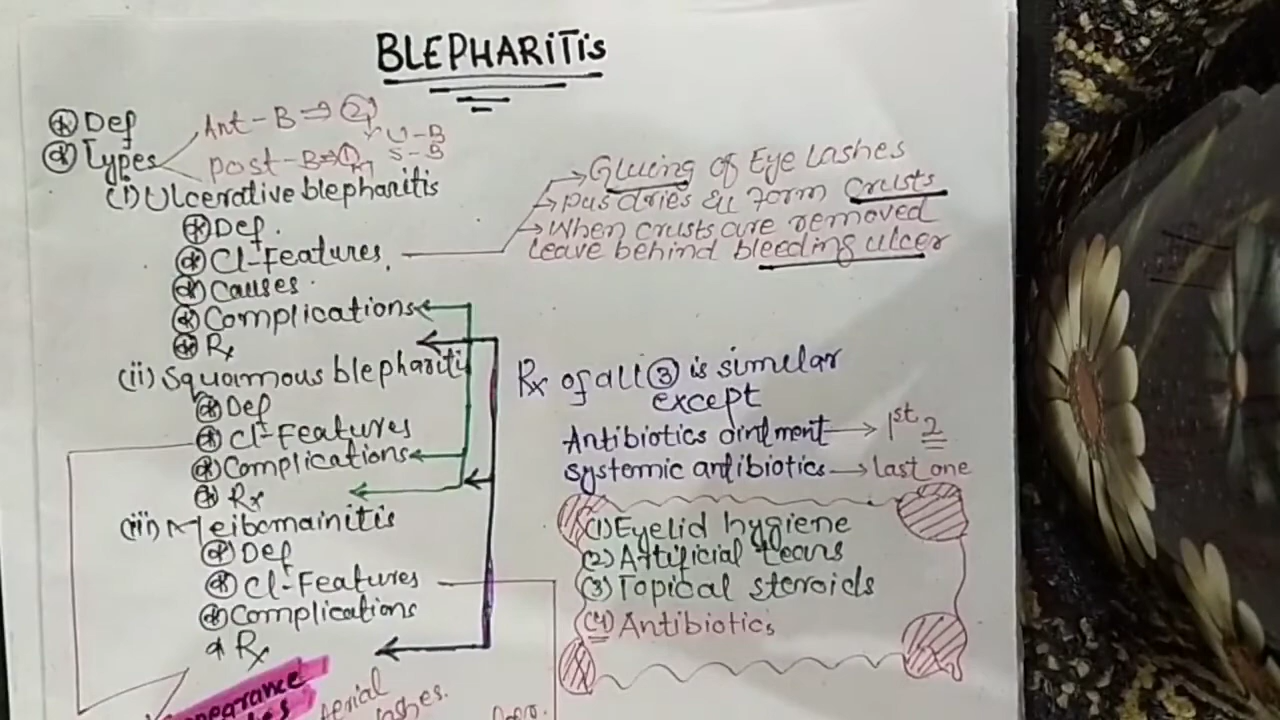 BLEPHARiTis
Def
Types
Ant-B ⇒ 2
U-B
S-B
post-B⇒1
(i) Ulcerative blepharitis
Def.
Cl-Features
Causes
Complications
Rx
→ Glucing of Eye Lashes
→ pus dries & form Crusts
→ When crusts are removed
leave behind bleeding ulcer
(ii) Squamous blephariti
Def
Cl-Features
Complications
Rx
(iii) Meibomainitis
Def
Cl-Features
Complications
Rx
Rx of all 3 is similar
except
Antibiotics ointment → 1st 2
systemic antibiotics → last one
(1) Eyelid hygiene
(2) Artificial tears
(3) Topical steroids
(4) Antibiotics